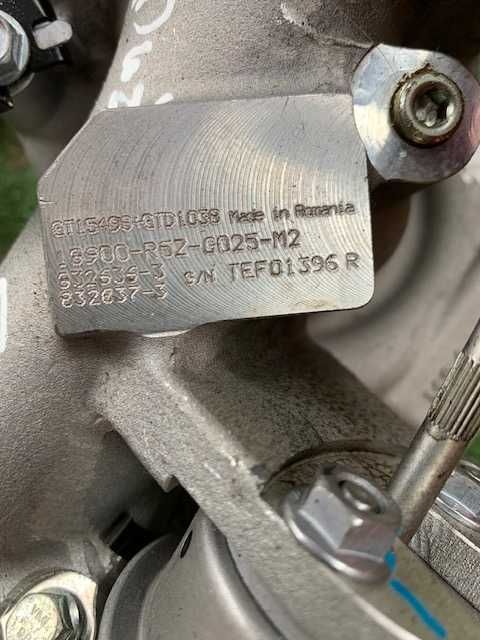 GT1549S+GTD1038 Made in Romania
18900-R5Z-G025-M2
832636-3
832637-3
S/N TEF01396 R